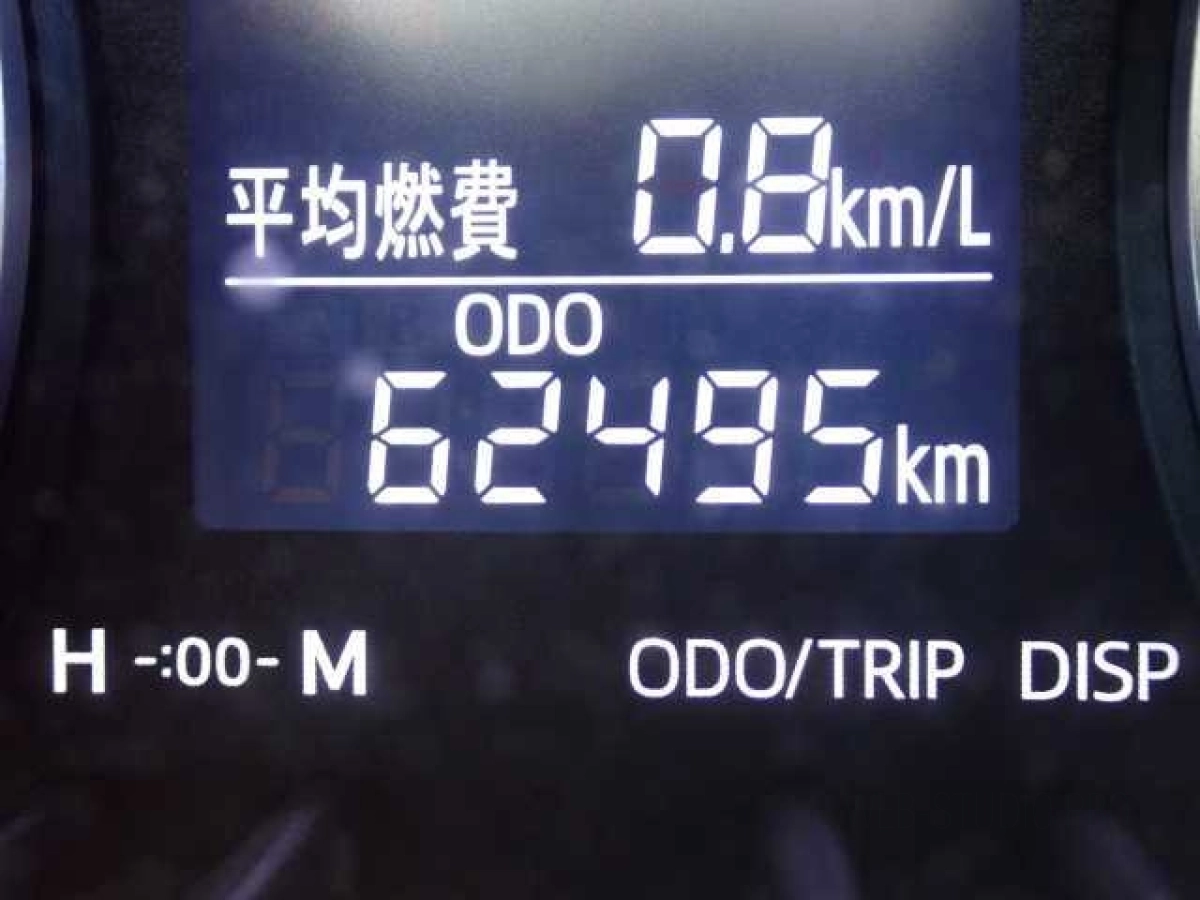 平均燃費 0.8km/L
ODO
62495km
H -:00- M ODO/TRIP DISP